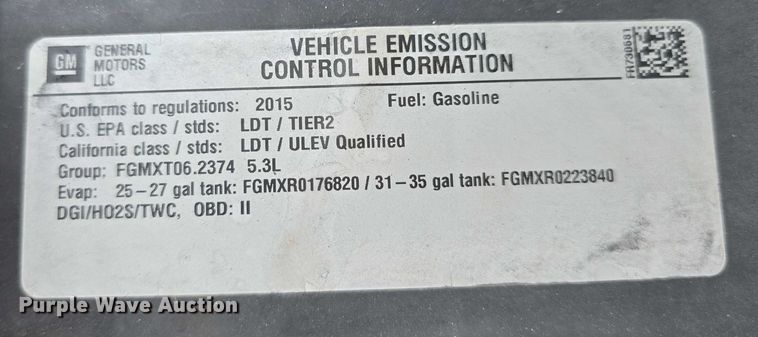 GM
GENERAL
MOTORS
LLC
VEHICLE EMISSION
CONTROL INFORMATION
FR730681
Conforms to regulations: 2015 Fuel: Gasoline
U.S. EPA class / stds: LDT / TIER2
California class / stds: LDT / ULEV Qualified
Group: FGMXT06.2374 5.3L
Evap: 25-27 gal tank: FGMXR0176820 / 31-35 gal tank: FGMXR0223840
DGI/HO2S/TWC, OBD: II
Purple Wave Auction